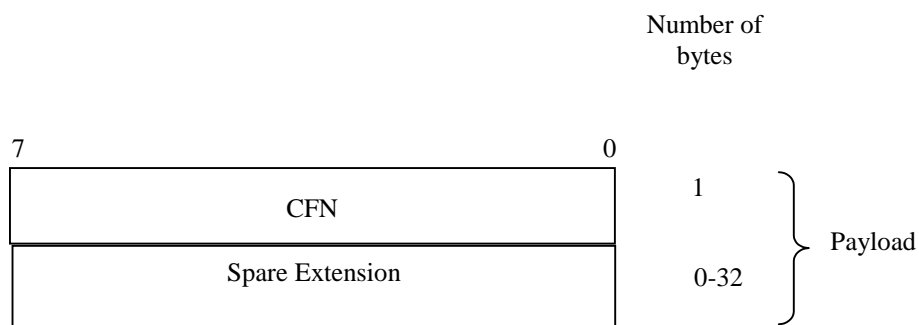 Number of
bytes
7 0
CFN 1
Spare Extension 0-32
Payload